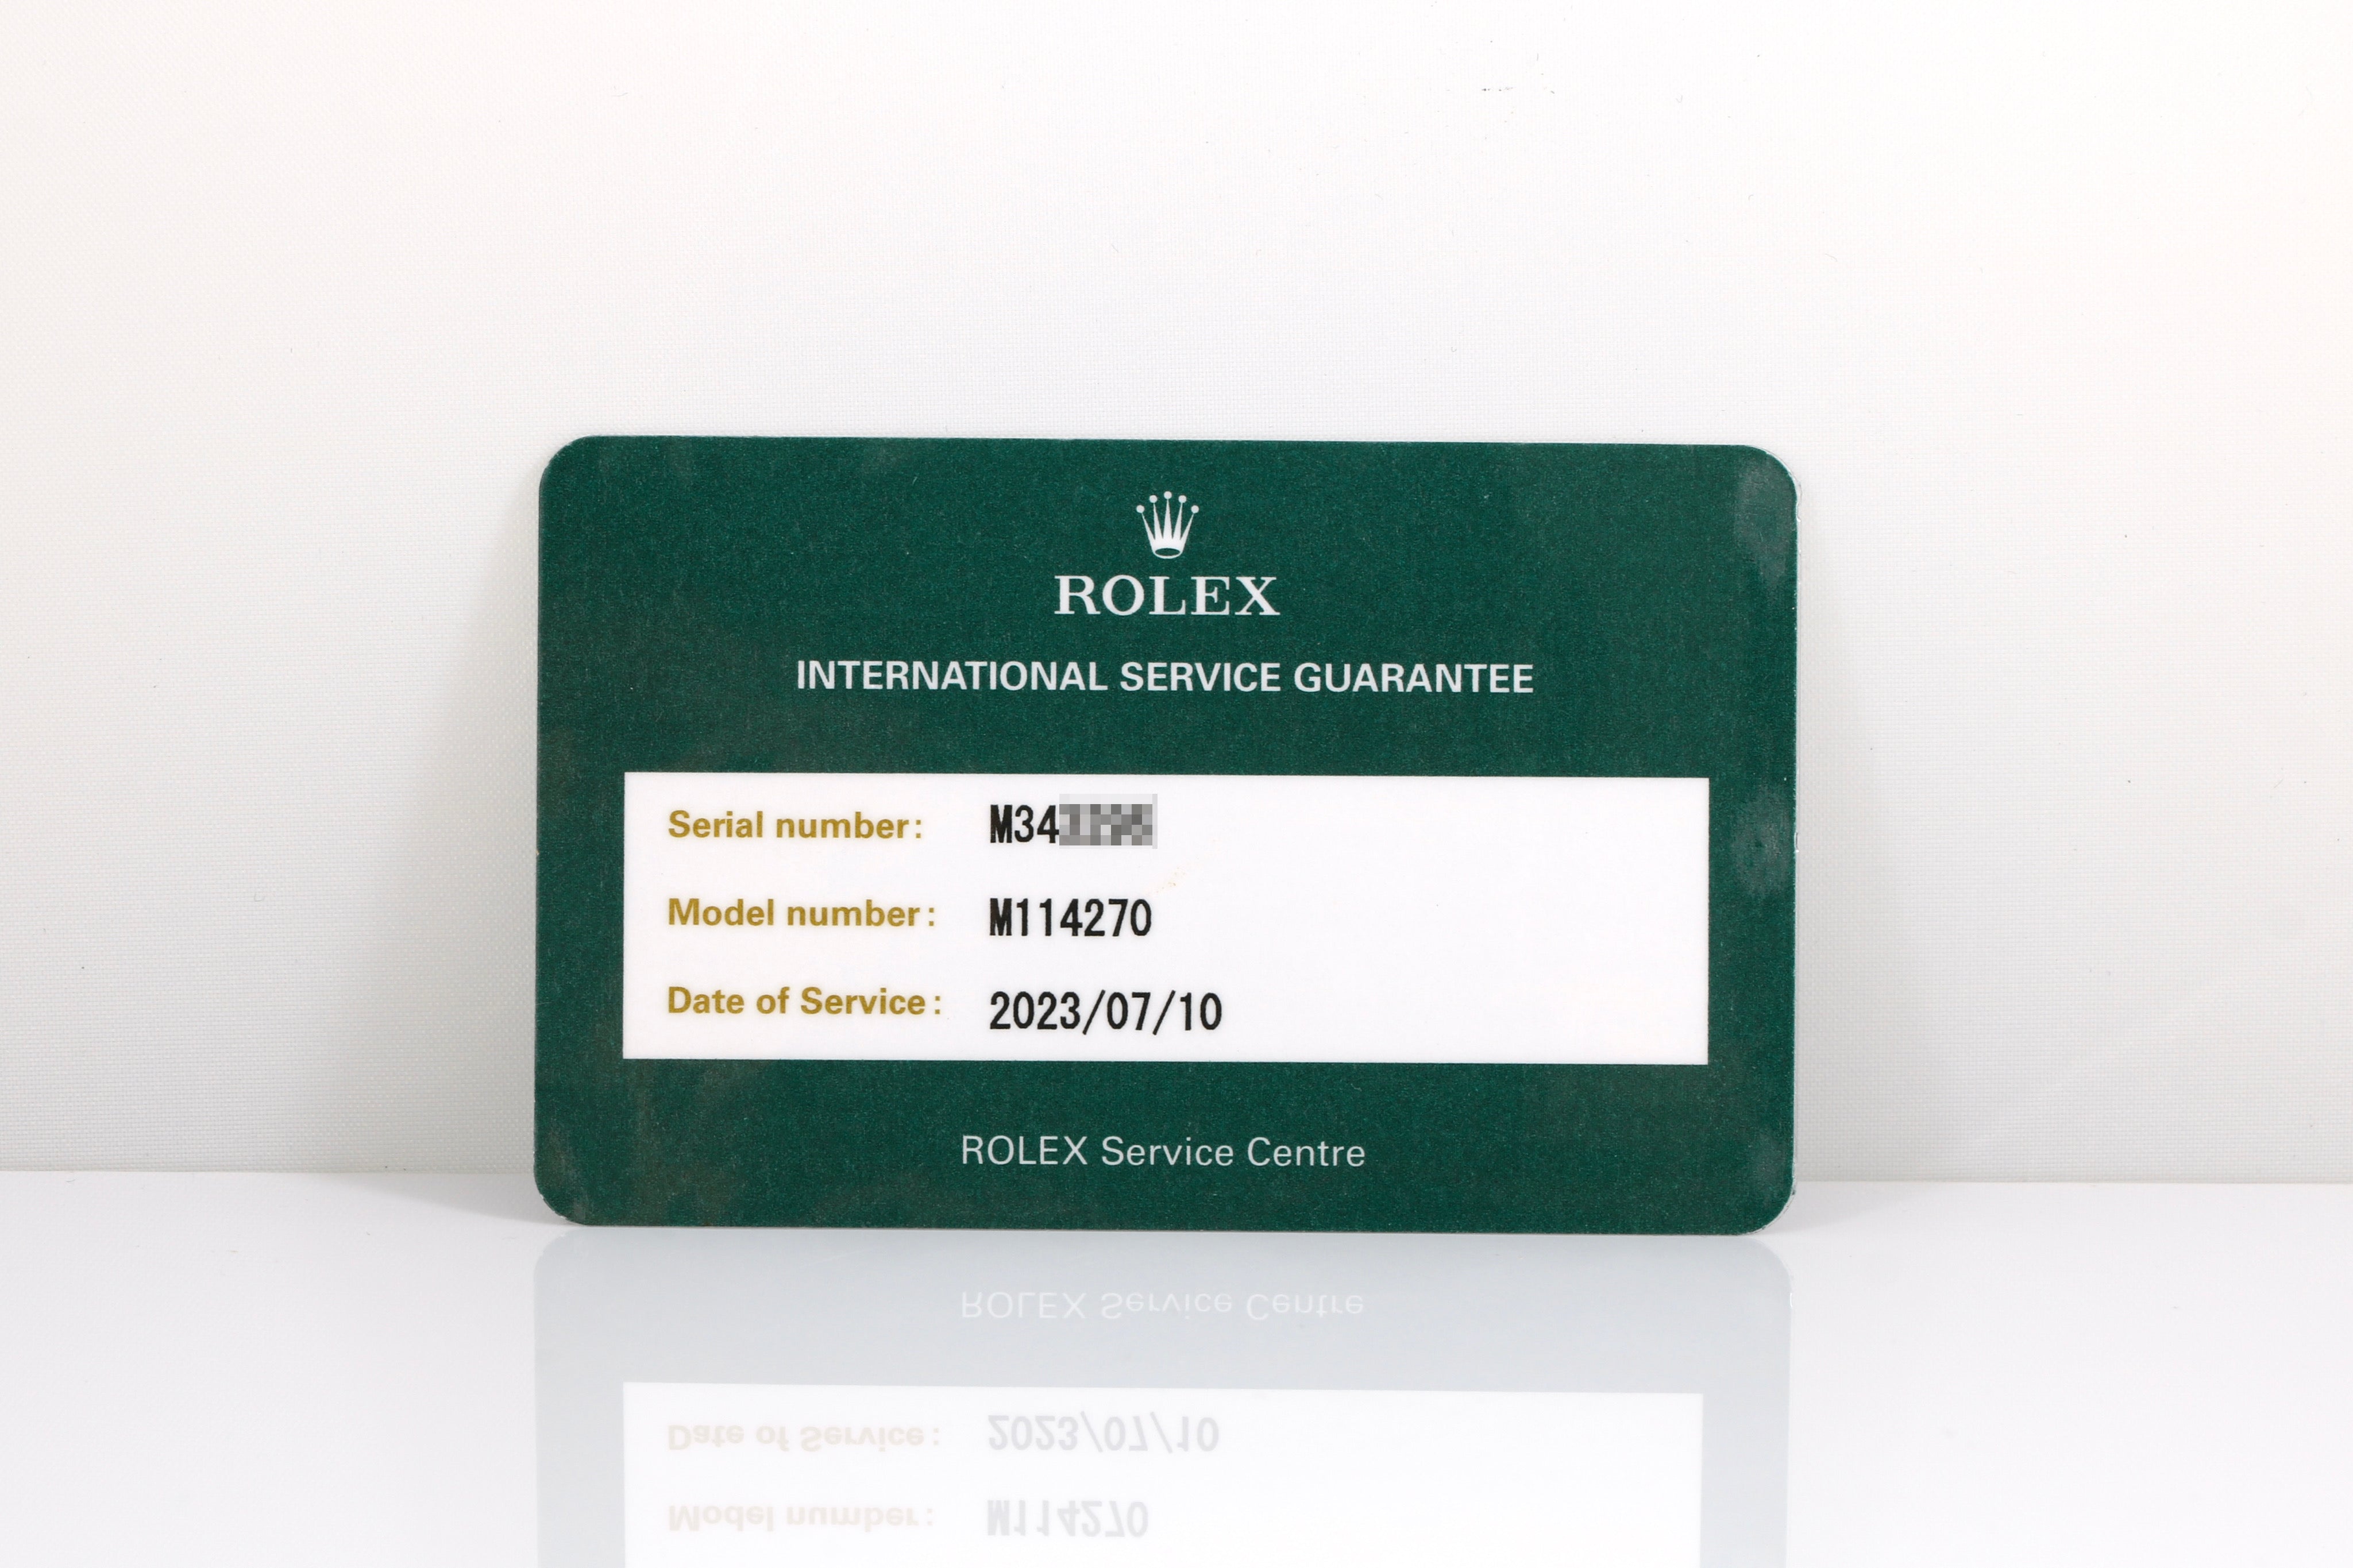 ROLEX
INTERNATIONAL SERVICE GUARANTEE
Serial number: M34
Model number: M114270
Date of Service: 2023/07/10
ROLEX Service Centre